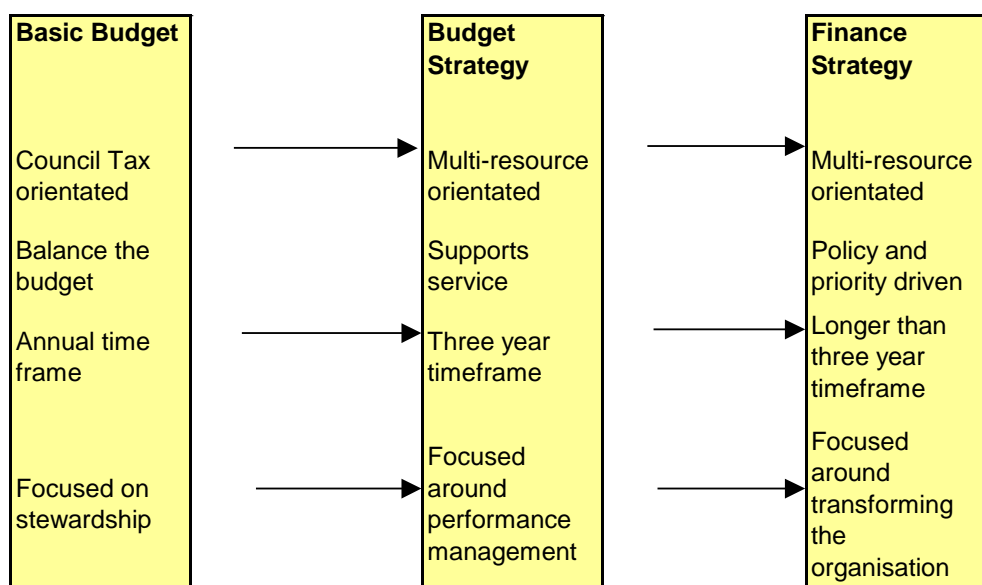 Basic Budget
Council Tax
orientated
Balance the
budget
Annual time
frame
Focused on
stewardship
Budget
Strategy
Multi-resource
orientated
Supports
service
Three year
timeframe
Focused
around
performance
management
Finance
Strategy
Multi-resource
orientated
Policy and
priority driven
Longer than
three year
timeframe
Focused
around
transforming
the
organisation